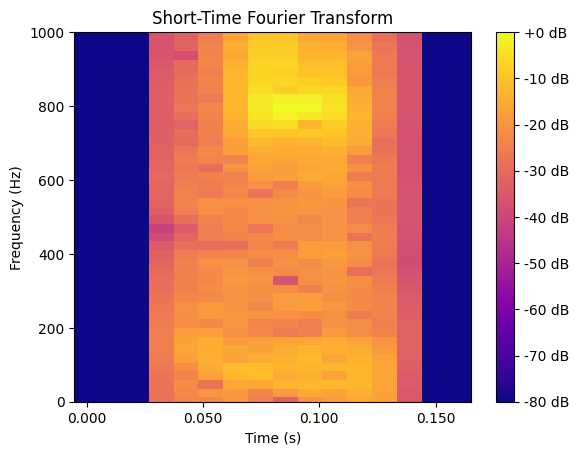 Short-Time Fourier Transform
1000
800
600
400
200
0
Frequency (Hz)
0.000
0.050
0.100
0.150
Time (s)
+0 dB
-10 dB
-20 dB
-30 dB
-40 dB
-50 dB
-60 dB
-70 dB
-80 dB